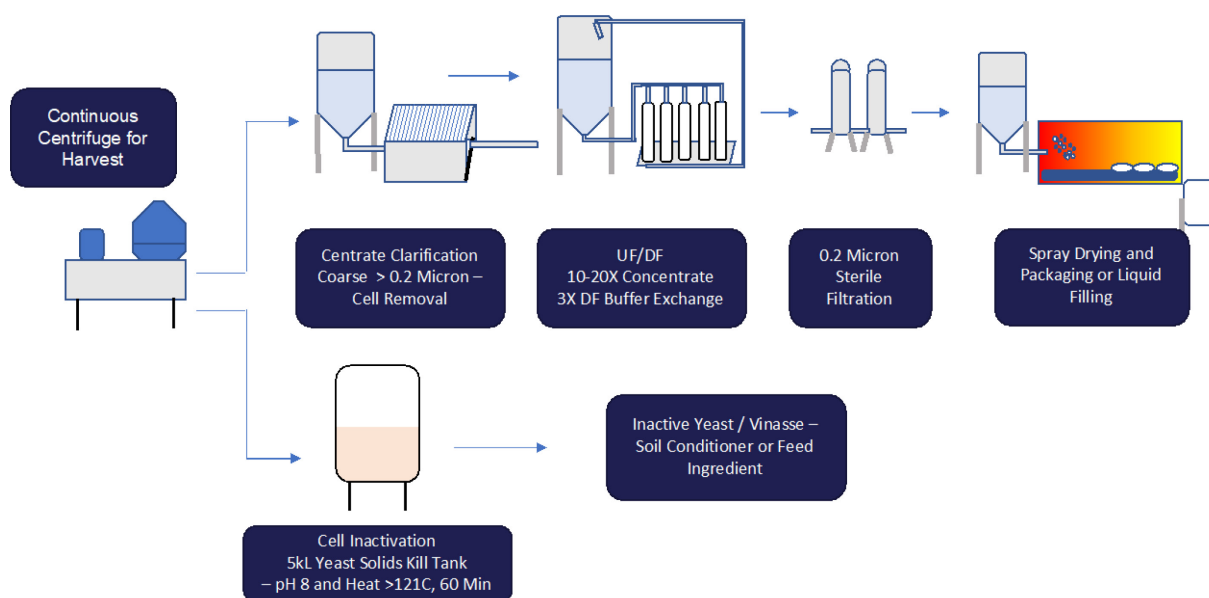 Continuous
Centrifuge for
Harvest
Centrate Clarification
Coarse > 0.2 Micron –
Cell Removal
UF/DF
10-20X Concentrate
3X DF Buffer Exchange
0.2 Micron
Sterile
Filtration
Spray Drying and
Packaging or Liquid
Filling
Inactive Yeast / Vinasse –
Soil Conditioner or Feed
Ingredient
Cell Inactivation
5kL Yeast Solids Kill Tank
– pH 8 and Heat >121C, 60 Min